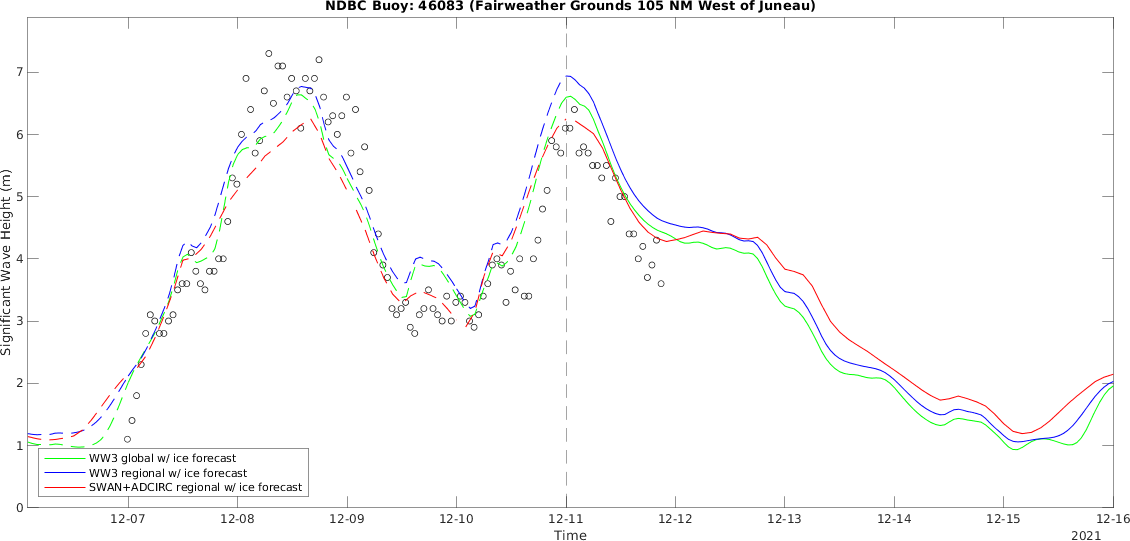 NDBC Buoy: 46083 (Fairweather Grounds 105 NM West of Juneau)
7
6
5
4
3
2
1
0
Significant Wave Height (m)
WW3 global w/ ice forecast
WW3 regional w/ ice forecast
SWAN+ADCIRC regional w/ ice forecast
12-07 12-08 12-09 12-10 12-11 12-12 12-13 12-14 12-15 12-16
Time
2021